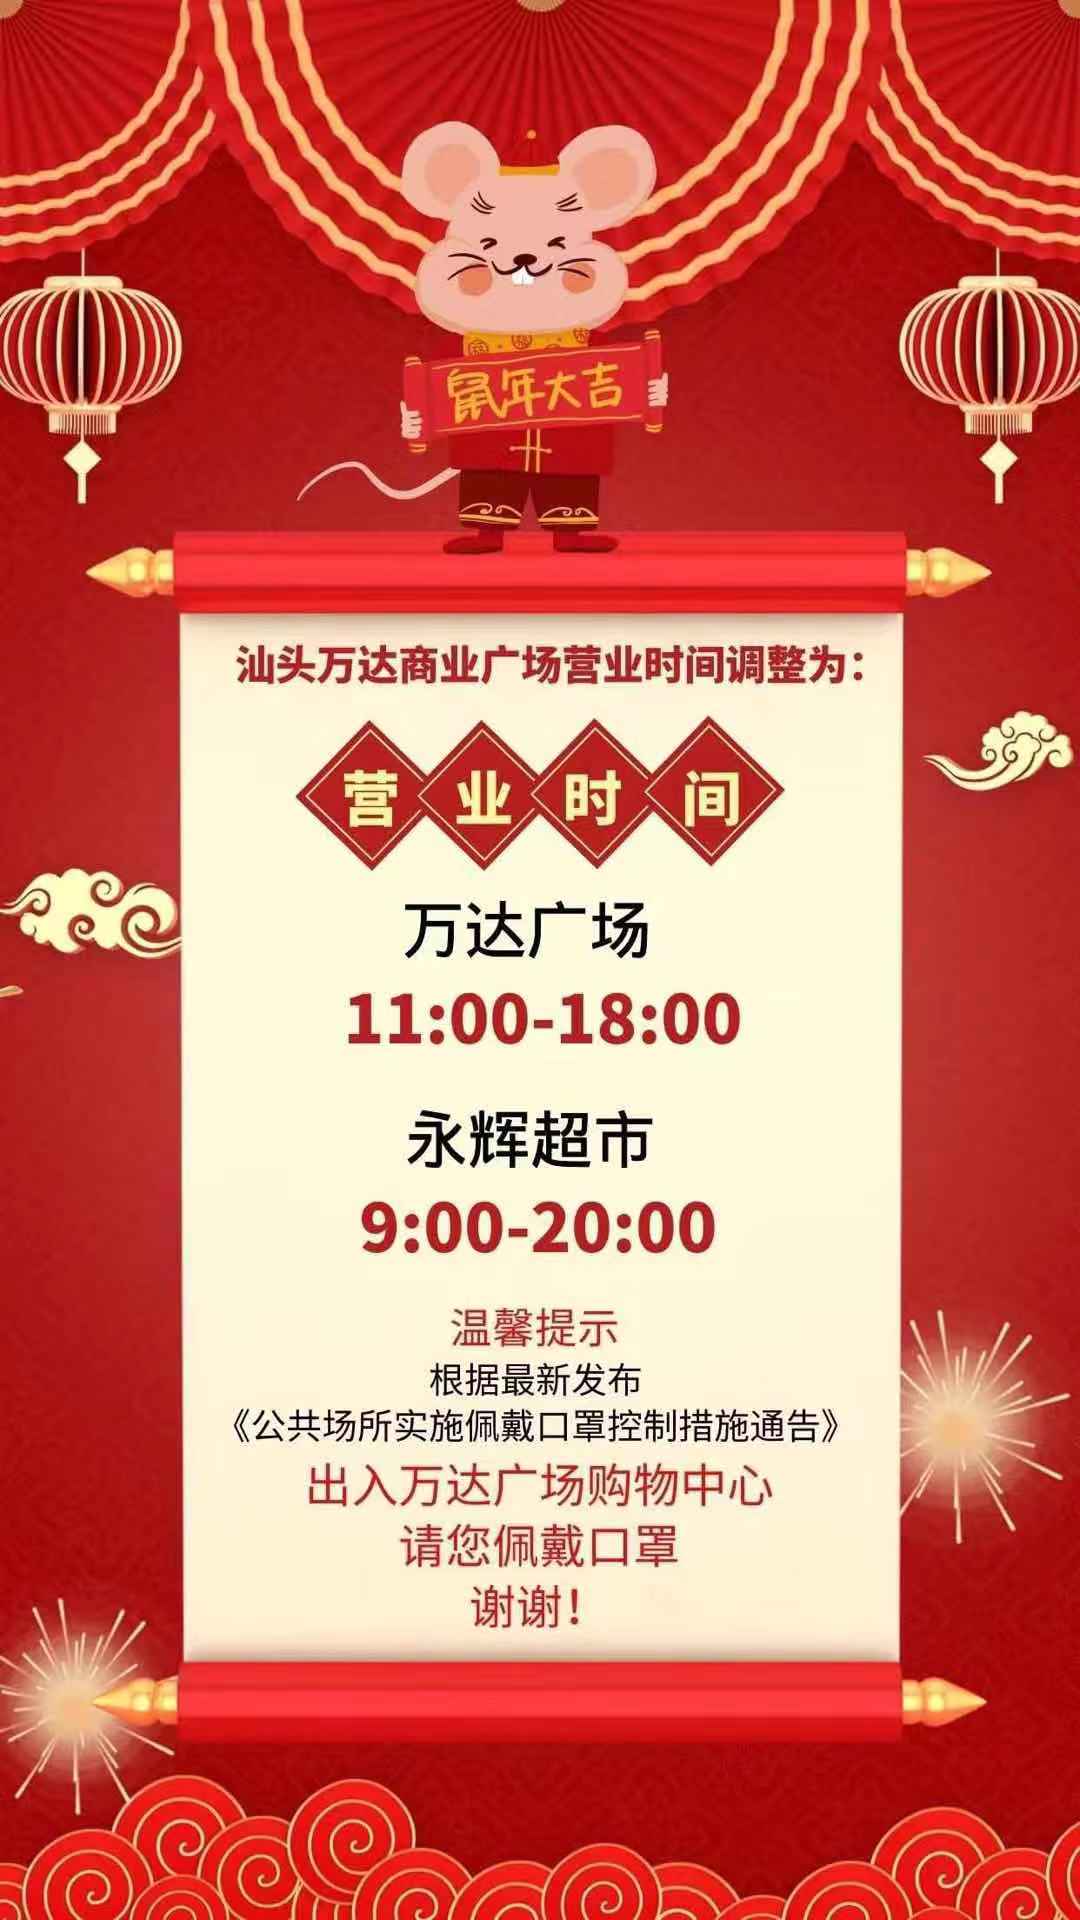 鼠年大吉
汕头万达商业广场营业时间调整为：
营业时间
万达广场
11:00-18:00
永辉超市
9:00-20:00
温馨提示
根据最新发布
《公共场所实施佩戴口罩控制措施通告》
出入万达广场购物中心
请您佩戴口罩
谢谢！